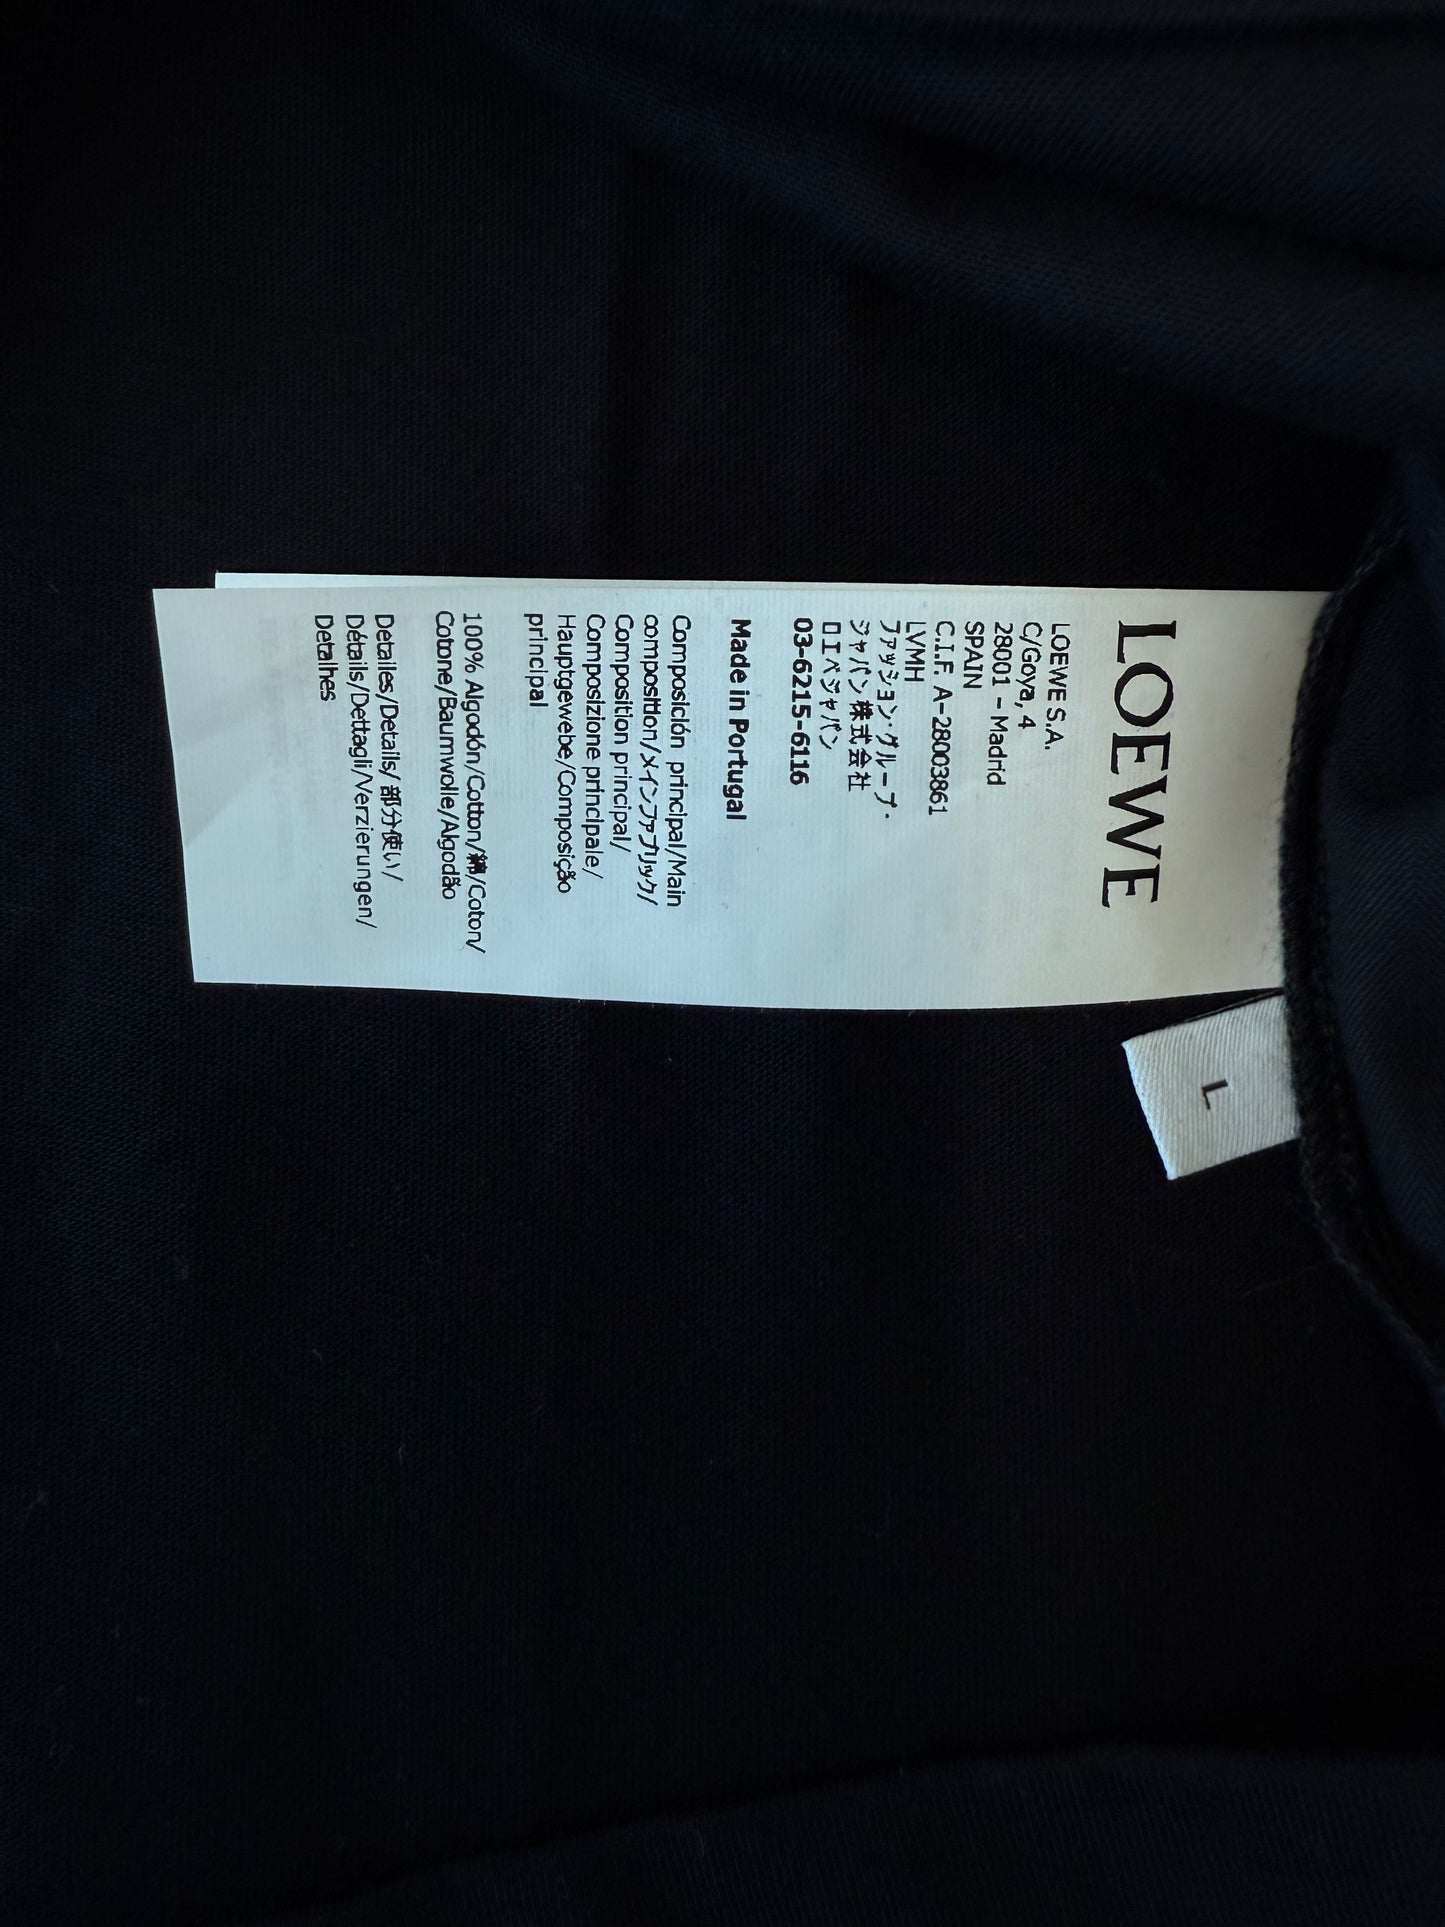 LOEWE
LOEWE S.A.
C/Goya, 4
28001 – Madrid
SPAIN
C.I.F. A-28003861
LVMH
ファッション・グループ・
ジャパン株式会社
ロエベジャパン
03-6215-6116
Made in Portugal
Composición principal/Main
composition/メインファブリック/
Composition principal/
Composizione principale/
Hauptgewebe/Composição
principal
100% Algodón/Cotton/綿/Coton/
Cotone/Baumwolle/Algodão
Detalles/Details/部分使い/
Détails/Dettagli/Verzierungen/
Detalhes
L